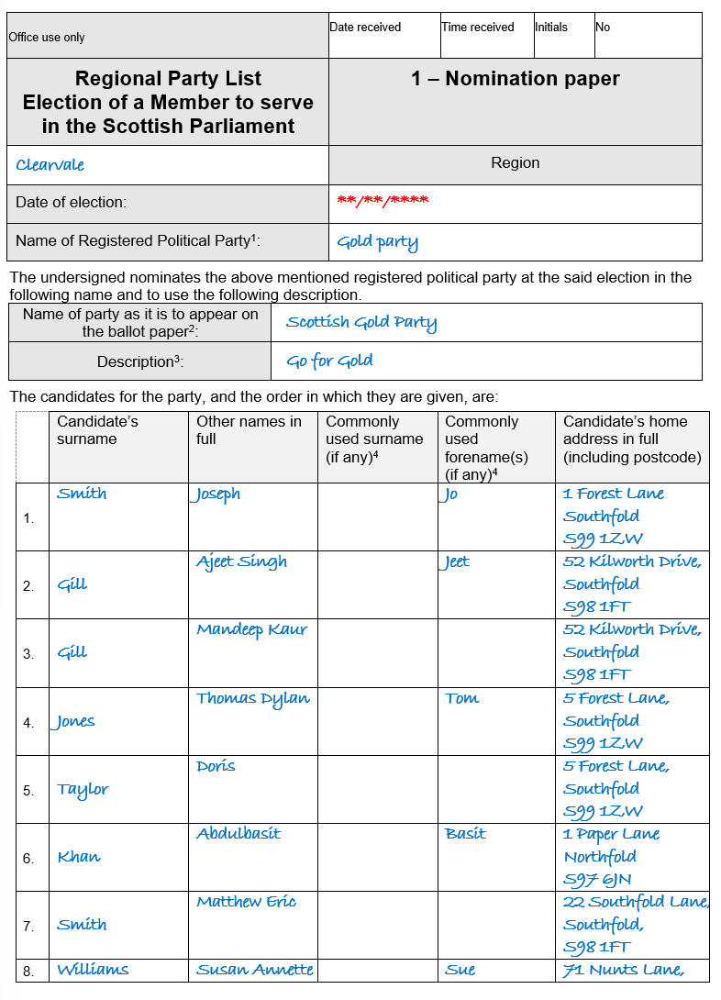 Office use only
Date received
Time received
Initials
No
Regional Party List
Election of a Member to serve
in the Scottish Parliament
1 – Nomination paper
Clearvale
Region
Date of election:
**/**/****
Name of Registered Political Party¹:
Gold party
The undersigned nominates the above mentioned registered political party at the said election in the
following name and to use the following description.
Name of party as it is to appear on
the ballot paper²:
Scottish Gold Party
Description³:
Go for Gold
The candidates for the party, and the order in which they are given, are:
Candidate's
surname
Other names in
full
Commonly
used surname
(if any)⁴
Commonly
used
forename(s)
(if any)⁴
Candidate's home
address in full
(including postcode)
1.
Smith
Joseph
Jo
1 Forest Lane
Southfold
S99 1ZW
2.
Gill
Ajeet Singh
Jeet
52 Kilworth Drive,
Southfold
S98 1FT
3.
Gill
Mandeep Kaur
52 Kilworth Drive,
Southfold
S98 1FT
4.
Jones
Thomas Dylan
Tom
5 Forest Lane,
Southfold
S99 1ZW
5.
Taylor
Doris
5 Forest Lane,
Southfold
S99 1ZW
6.
Khan
Abdulbasit
Basit
1 Paper Lane
Northfold
S97 6JN
7.
Smith
Matthew Eric
22 Southfold Lane,
Southfold,
S98 1FT
8.
Williams
Susan Annette
Sue
71 Nunts Lane,